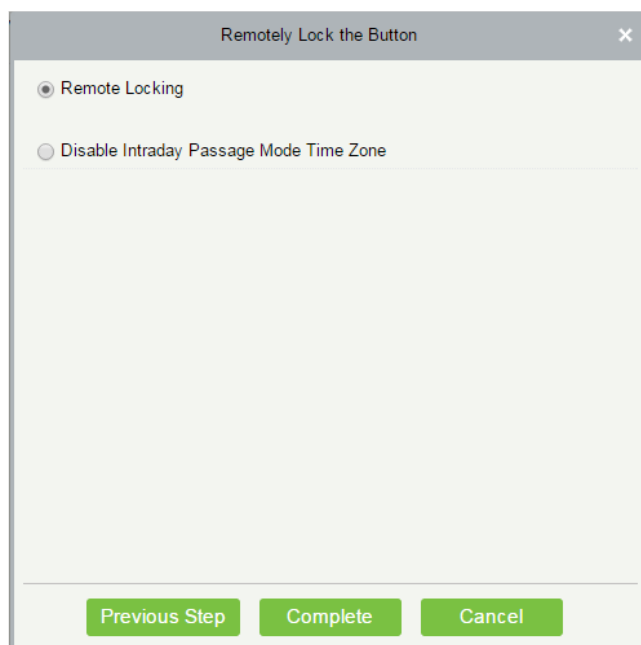 Remotely Lock the Button
Remote Locking
Disable Intraday Passage Mode Time Zone
Previous Step Complete Cancel